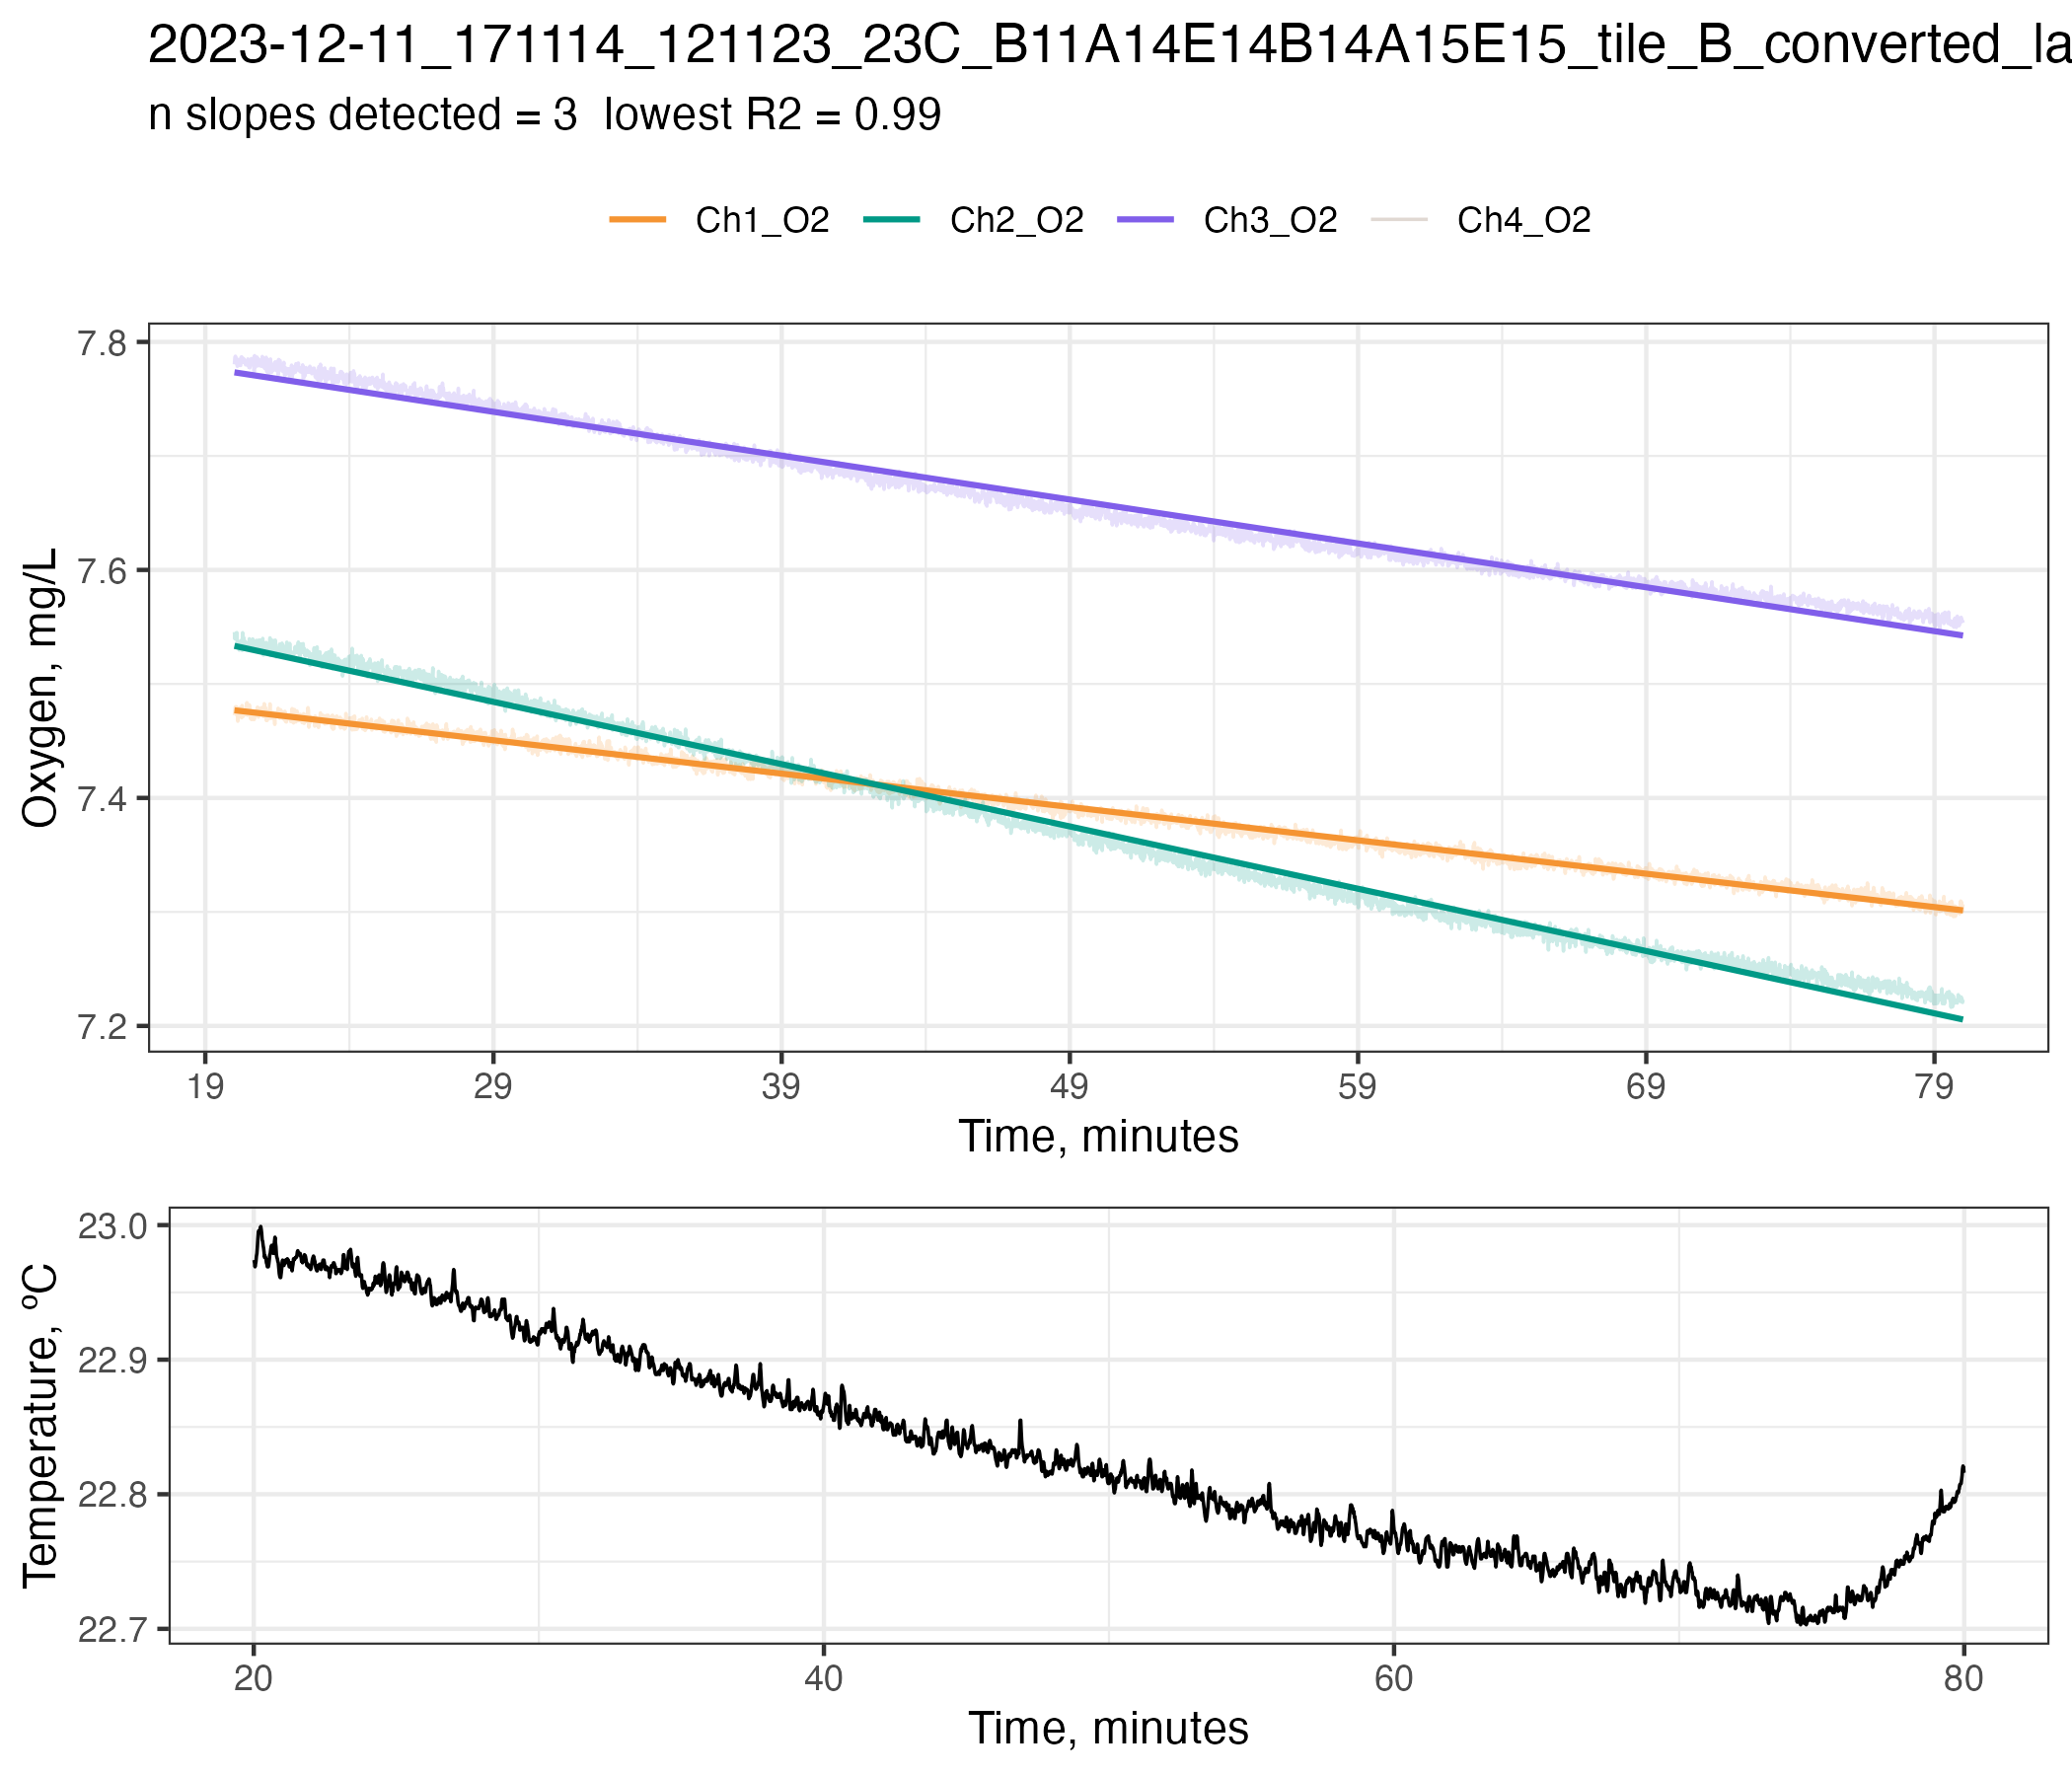 2023-12-11_171114_121123_23C_B11A14E14B14A15E15_tile_B_converted_la
n slopes detected = 3  lowest R2 = 0.99
Ch1_O2 Ch2_O2 Ch3_O2 Ch4_O2
Oxygen, mg/L
7.8
7.6
7.4
7.2
19 29 39 49 59 69 79
Time, minutes
Temperature, ºC
23.0
22.9
22.8
22.7
20 40 60 80
Time, minutes